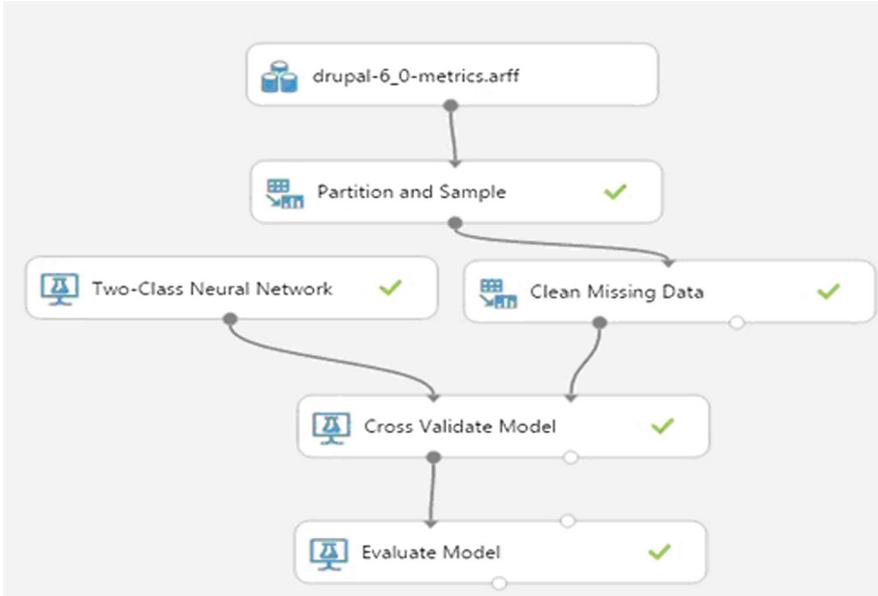 drupal-6_0-metrics.arff
Partition and Sample
Two-Class Neural Network
Clean Missing Data
Cross Validate Model
Evaluate Model